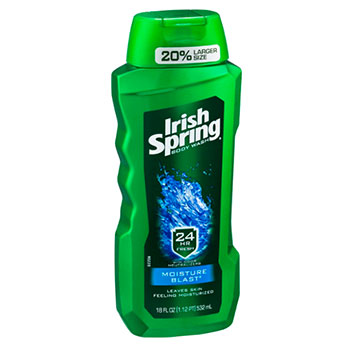 20% LARGER
SIZE
Irish
Spring
BODY WASH
24
HR
FRESH
MOISTURE
BLAST
LEAVES SKIN
FEELING MOISTURIZED
18 FL OZ (1.12 PT) 532 mL